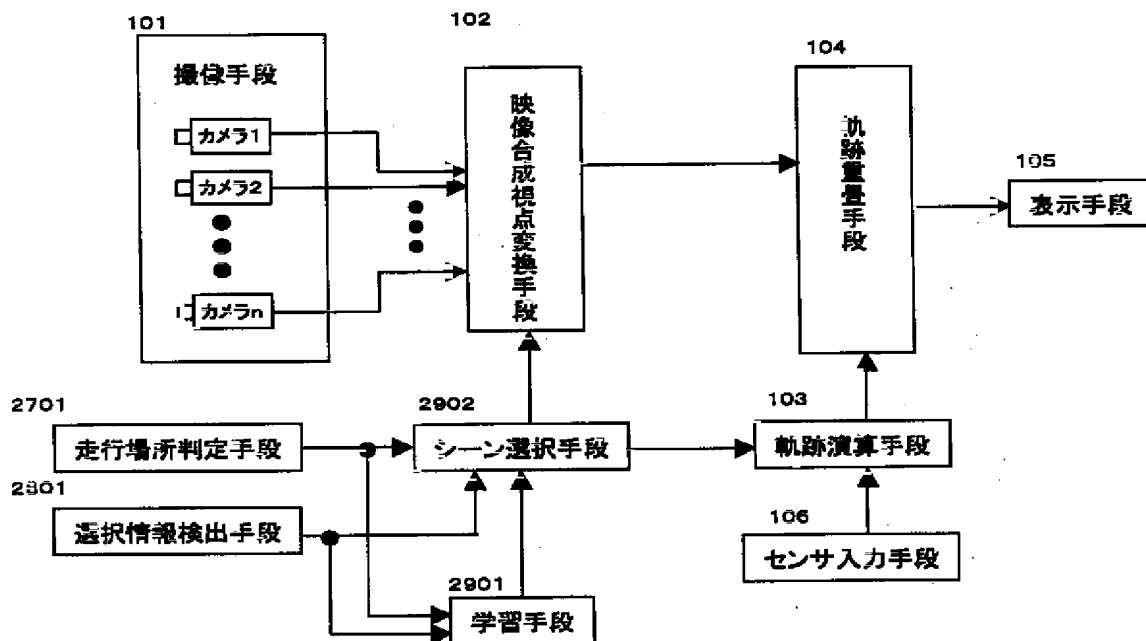 101
撮像手段
カメラ1
カメラ2
カメラn
102
映像合成視点変換手段
104
軌跡重畳手段
105
表示手段
2701
走行場所判定手段
2902
シーン選択手段
103
軌跡演算手段
2801
選択情報検出手段
106
センサ入力手段
2901
学習手段